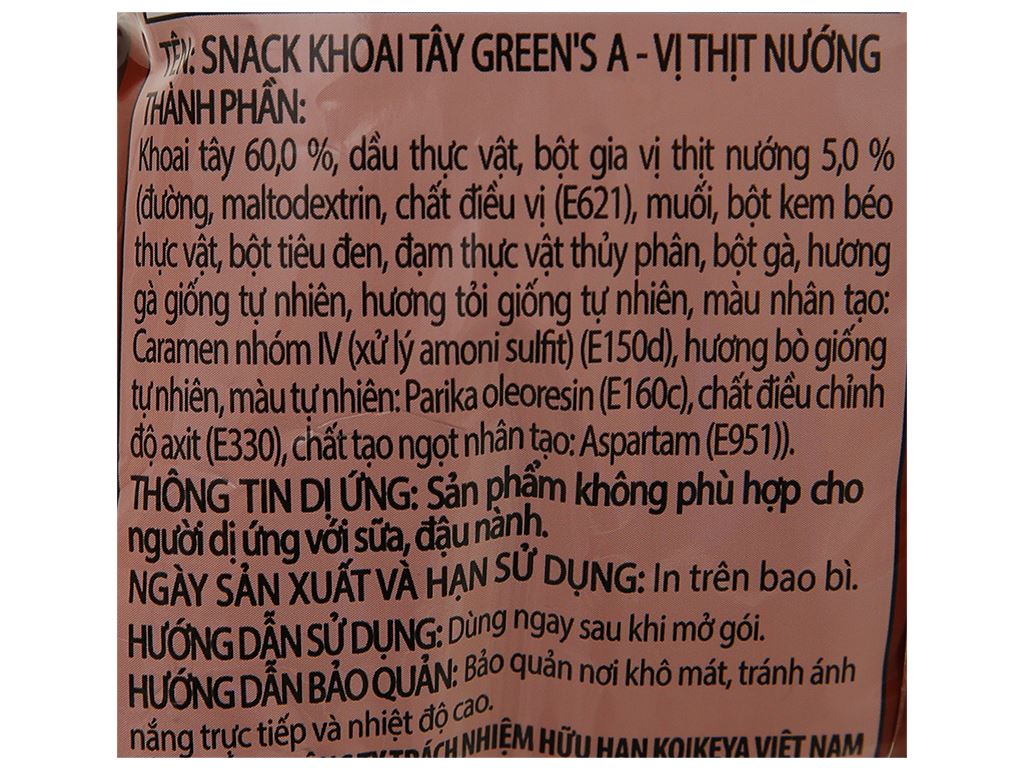 TÊN: SNACK KHOAI TÂY GREEN'S A - VỊ THỊT NƯỚNG
THÀNH PHẦN:
Khoai tây 60,0 %, dầu thực vật, bột gia vị thịt nướng 5,0 %
(đường, maltodextrin, chất điều vị (E621), muối, bột kem béo
thực vật, bột tiêu đen, đạm thực vật thủy phân, bột gà, hương
gà giống tự nhiên, hương tỏi giống tự nhiên, màu nhân tạo:
Caramen nhóm IV (xử lý amoni sulfit) (E150d), hương bò giống
tự nhiên, màu tự nhiên: Parika oleoresin (E160c), chất điều chỉnh
độ axit (E330), chất tạo ngọt nhân tạo: Aspartam (E951)).
THÔNG TIN DỊ ỨNG: Sản phẩm không phù hợp cho
người dị ứng với sữa, đậu nành.
NGÀY SẢN XUẤT VÀ HẠN SỬ DỤNG: In trên bao bì.
HƯỚNG DẪN SỬ DỤNG: Dùng ngay sau khi mở gói.
HƯỚNG DẪN BẢO QUẢN: Bảo quản nơi khô mát, tránh ánh
nắng trực tiếp và nhiệt độ cao.
TY TRÁCH NHIỆM HỮU HẠN KOIKEYA VIỆT NAM